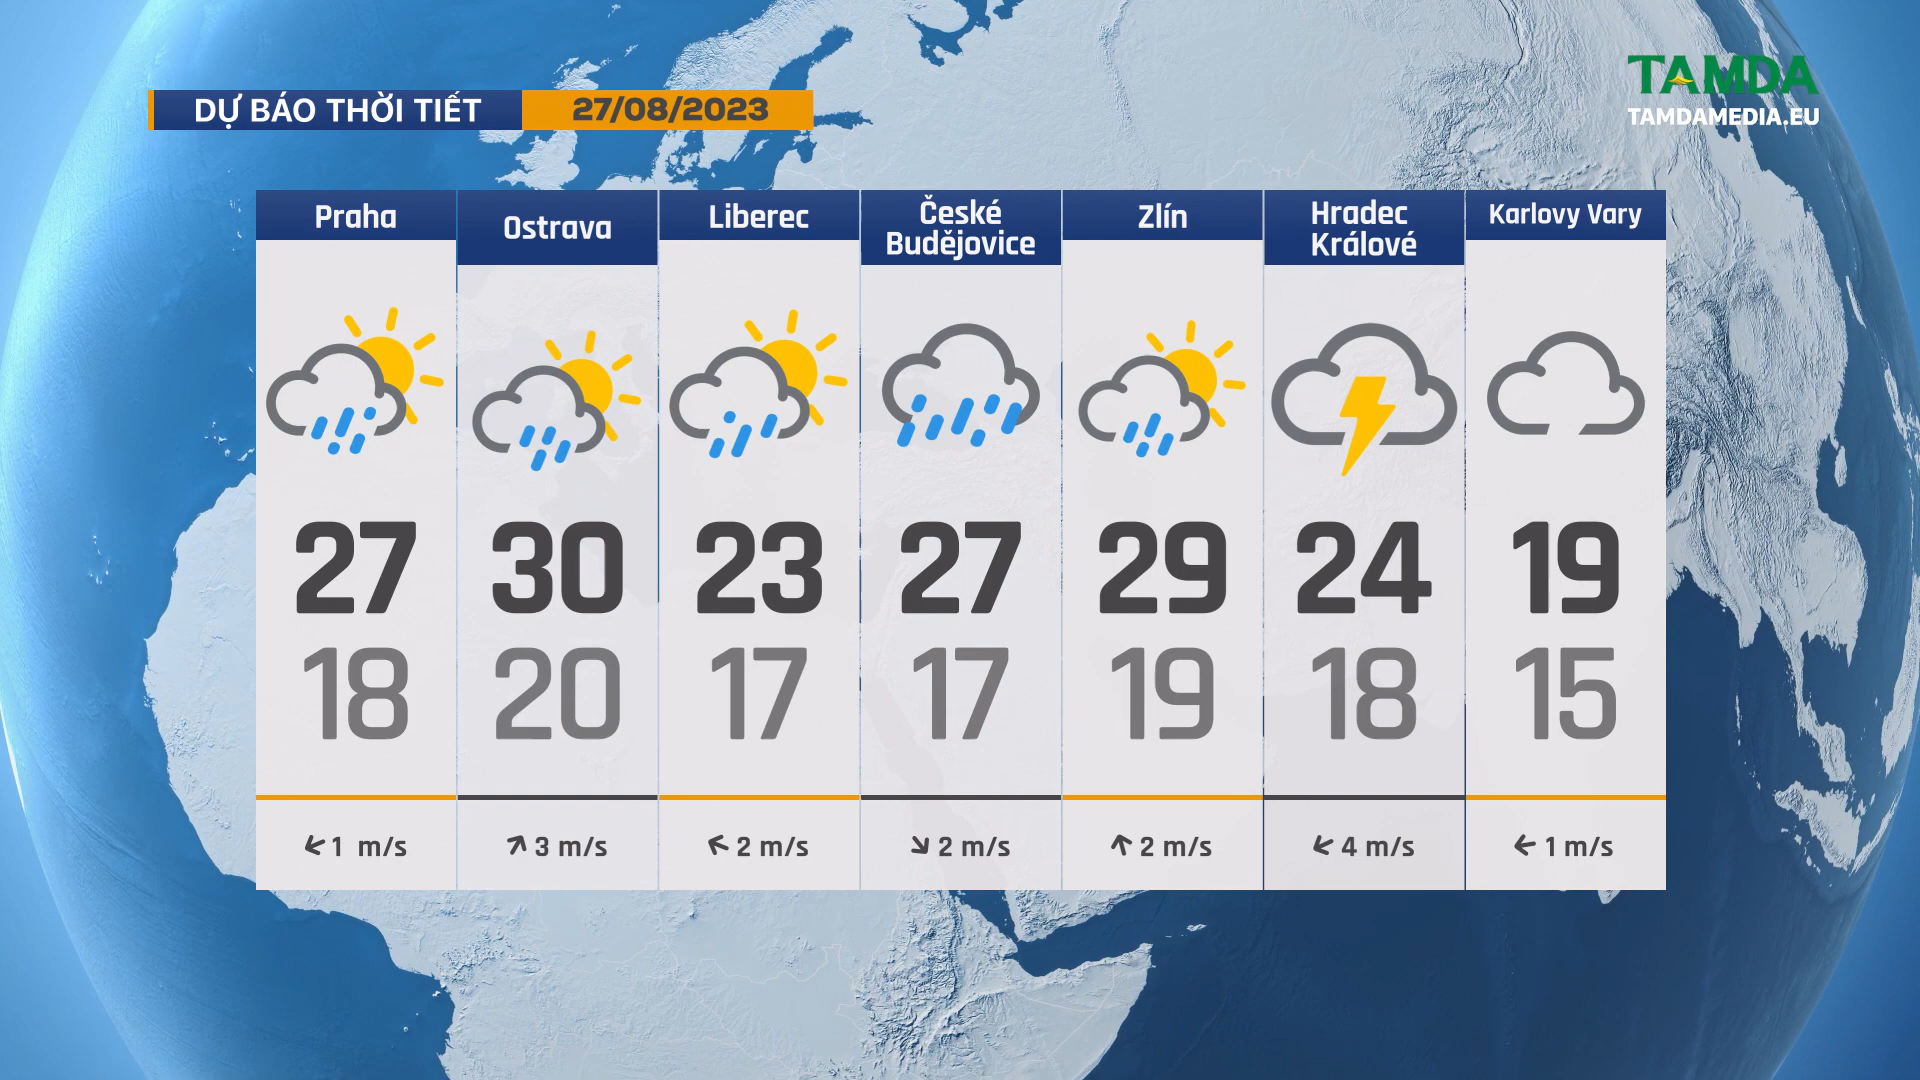 DỰ BÁO THỜI TIẾT
27/08/2023
TAMDA
TAMDAMEDIA.EU
Praha
27
18
1 m/s
Ostrava
30
20
3 m/s
Liberec
23
17
2 m/s
České
Budějovice
27
17
2 m/s
Zlín
29
19
2 m/s
Hradec
Králové
24
18
4 m/s
Karlovy Vary
19
15
1 m/s